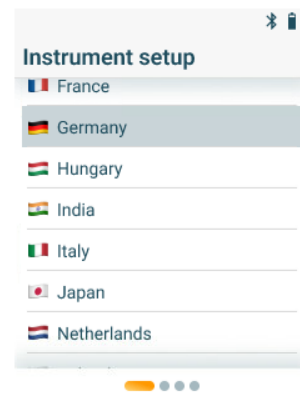 Instrument setup
France
Germany
Hungary
India
Italy
Japan
Netherlands